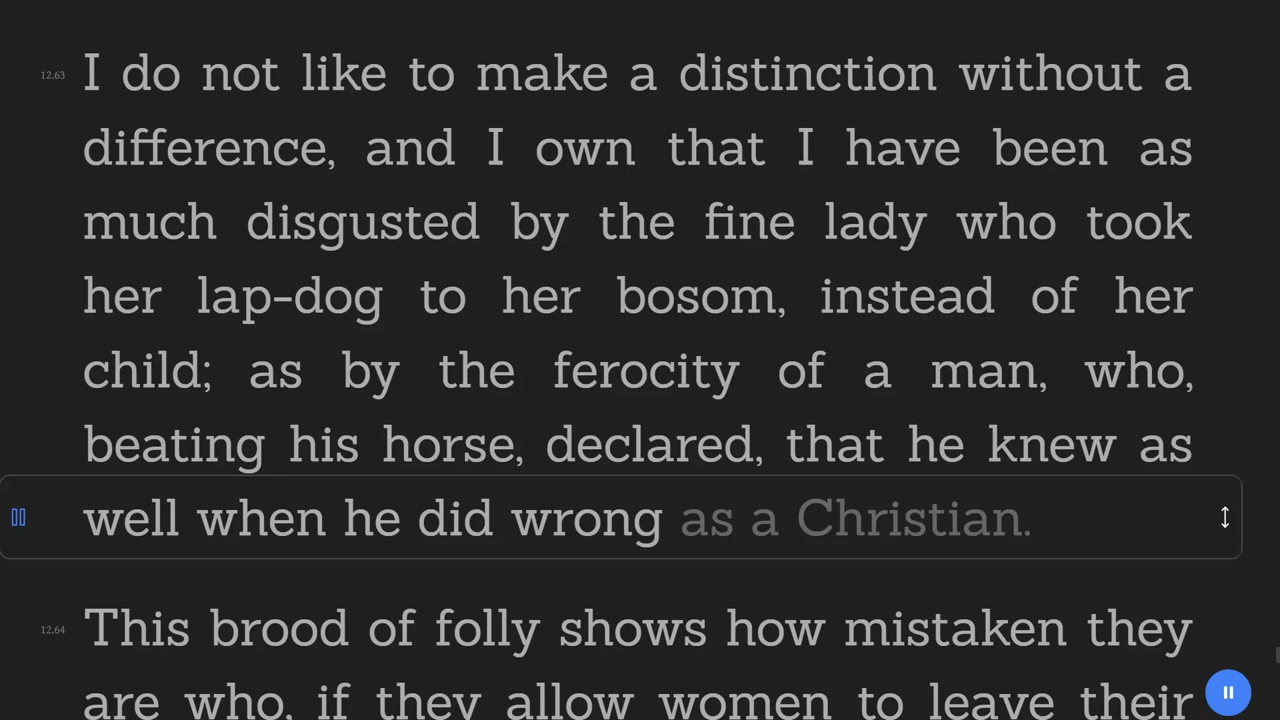 12.63
I do not like to make a distinction without a
difference, and I own that I have been as
much disgusted by the fine lady who took
her lap-dog to her bosom, instead of her
child; as by the ferocity of a man, who,
beating his horse, declared, that he knew as
well when he did wrong as a Christian.
12.64
This brood of folly shows how mistaken they
are who, if they allow women to leave their